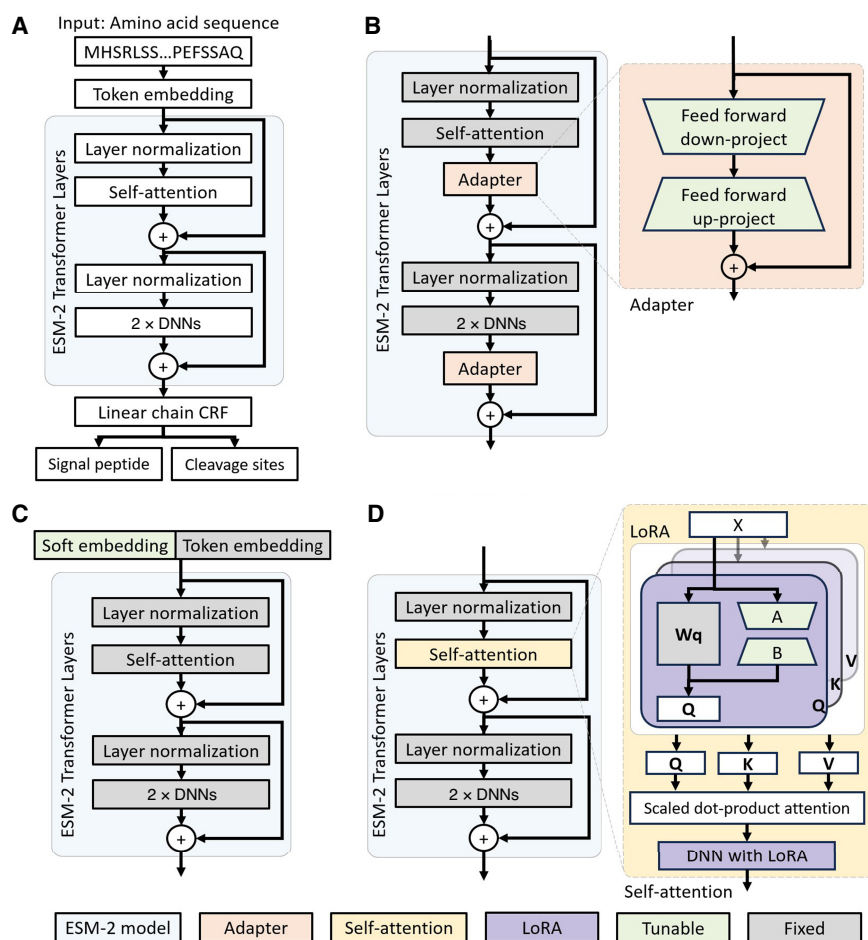 A
Input: Amino acid sequence
MHSRLSS...PEFSSAQ
Token embedding
ESM-2 Transformer Layers
Layer normalization
Self-attention
+
Layer normalization
2 × DNNs
+
Linear chain CRF
Signal peptide
Cleavage sites
B
ESM-2 Transformer Layers
Layer normalization
Self-attention
Adapter
+
Layer normalization
2 × DNNs
Adapter
+
Feed forward
down-project
Feed forward
up-project
+
Adapter
C
Soft embedding
Token embedding
ESM-2 Transformer Layers
Layer normalization
Self-attention
+
Layer normalization
2 × DNNs
+
D
ESM-2 Transformer Layers
Layer normalization
Self-attention
+
Layer normalization
2 × DNNs
+
LoRA
X
Wq
A
B
Q
Q
K
V
Q
K
V
Scaled dot-product attention
DNN with LoRA
Self-attention
ESM-2 model
Adapter
Self-attention
LoRA
Tunable
Fixed